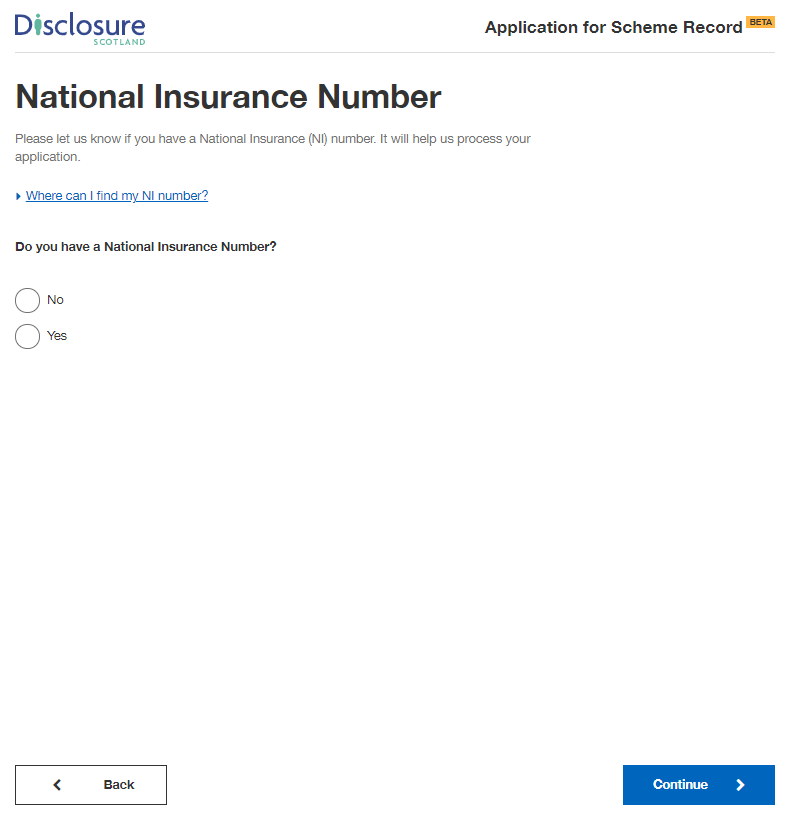 Disclosure
SCOTLAND
Application for Scheme Record BETA
National Insurance Number
Please let us know if you have a National Insurance (NI) number. It will help us process your
application.
Where can I find my NI number?
Do you have a National Insurance Number?
No
Yes
Back
Continue